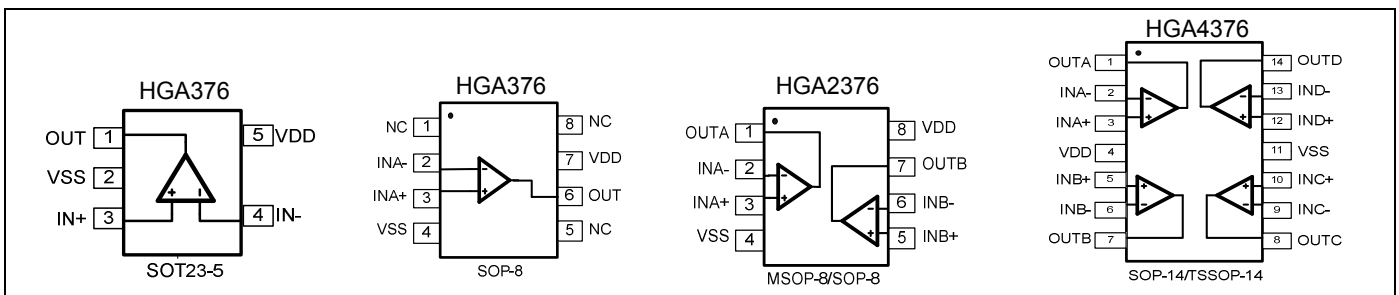 HGA376
OUT 1 5 VDD
VSS 2
IN+ 3 4 IN-
+ -
SOT23-5
HGA376
NC 1 8 NC
INA- 2 7 VDD
INA+ 3 6 OUT
VSS 4 5 NC
- +
SOP-8
HGA2376
OUTA 1 8 VDD
INA- 2 7 OUTB
INA+ 3 6 INB-
VSS 4 5 INB+
- +
- +
MSOP-8/SOP-8
HGA4376
OUTA 1 14 OUTD
INA- 2 13 IND-
INA+ 3 12 IND+
VDD 4 11 VSS
INB+ 5 10 INC+
INB- 6 9 INC-
OUTB 7 8 OUTC
- + - +
+ - + -
SOP-14/TSSOP-14